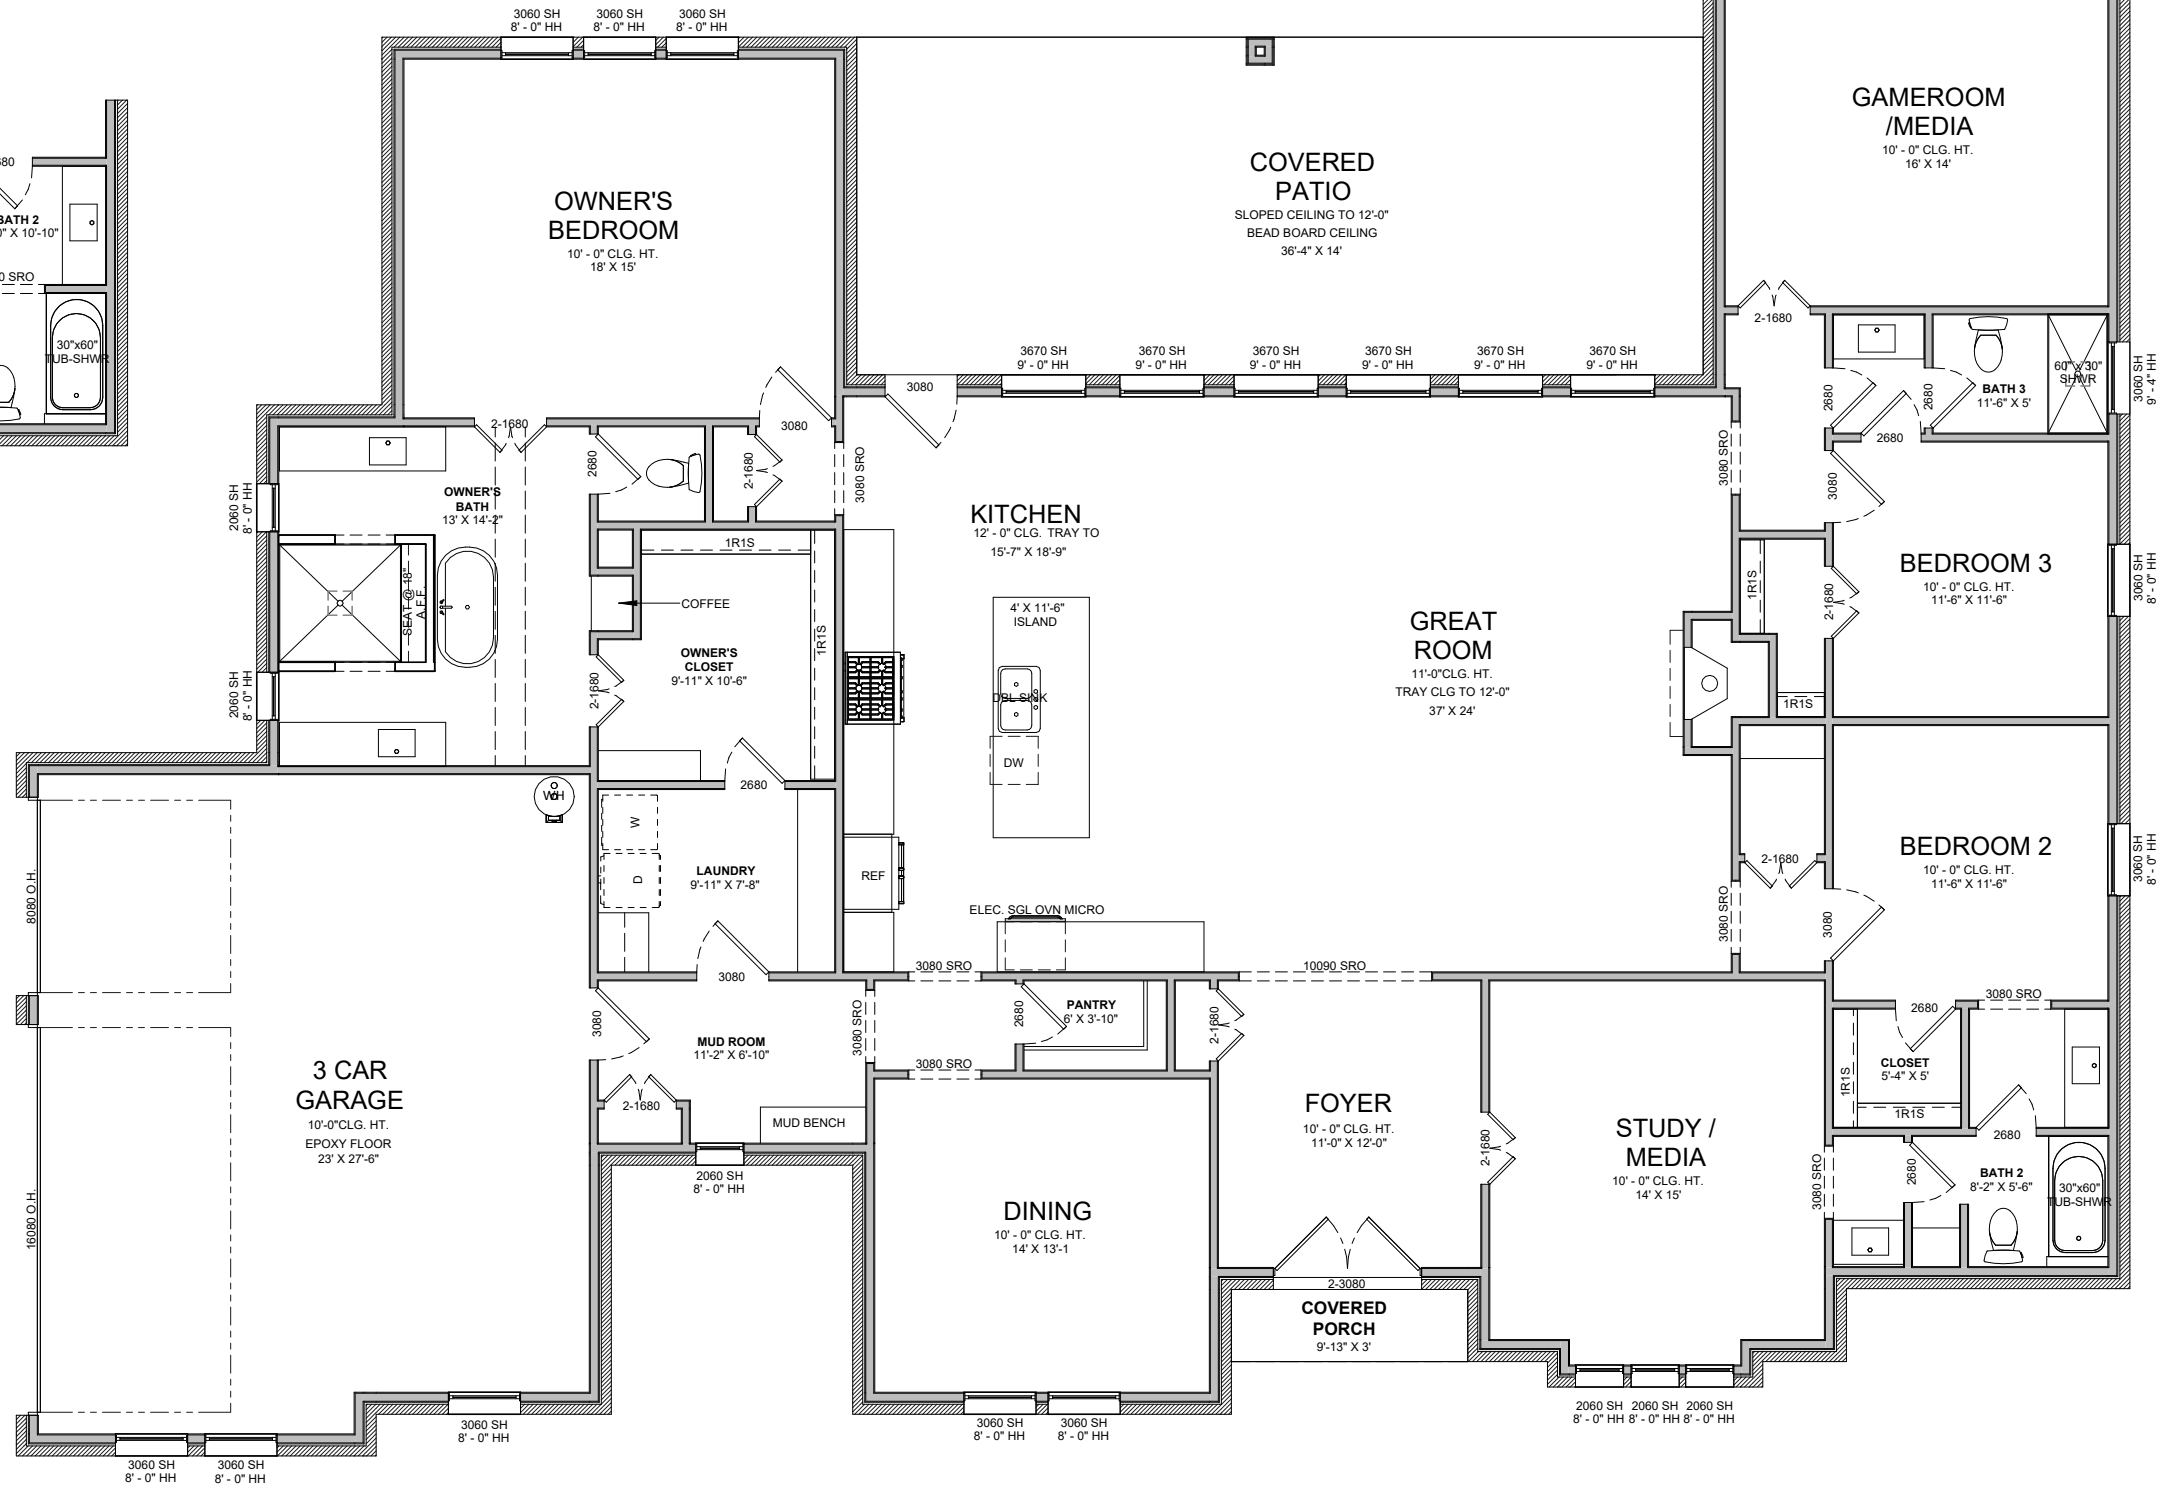 3060 SH
8' - 0" HH
3060 SH
8' - 0" HH
3060 SH
8' - 0" HH
BATH 2
X 10'-10"
SRO
30"x60"
TUB-SHWR
OWNER'S
BEDROOM
10' - 0" CLG. HT.
18' X 15'
COVERED
PATIO
SLOPED CEILING TO 12'-0"
BEAD BOARD CEILING
36'-4" X 14'
GAMEROOM
/MEDIA
10' - 0" CLG. HT.
16' X 14'
2-1680
3670 SH
9' - 0" HH
3670 SH
9' - 0" HH
3670 SH
9' - 0" HH
3670 SH
9' - 0" HH
3670 SH
9' - 0" HH
3670 SH
9' - 0" HH
3080
3080
2-1680
2680
2-1680
3080 SRO
3080 SRO
2680
2680
2680
BATH 3
11'-6" X 5'
60" x 30"
SHWR
3060 SH
9' - 4" HH
3080
OWNER'S
BATH
13' X 14'-2"
2060 SH
8' - 0" HH
2060 SH
8' - 0" HH
SEAT @ 18"
A.F.F.
1R1S
1R1S
COFFEE
OWNER'S
CLOSET
9'-11" X 10'-6"
2-1680
2680
KITCHEN
12' - 0" CLG. TRAY TO
15'-7" X 18'-9"
4' X 11'-6"
ISLAND
DBL SINK
DW
REF
ELEC. SGL OVN MICRO
GREAT
ROOM
11'-0"CLG. HT.
TRAY CLG TO 12'-0"
37' X 24'
BEDROOM 3
10' - 0" CLG. HT.
11'-6" X 11'-6"
3060 SH
8' - 0" HH
1R1S
2-1680
1R1S
BEDROOM 2
10' - 0" CLG. HT.
11'-6" X 11'-6"
3060 SH
8' - 0" HH
2-1680
3080 SRO
3080
WH
W
D
LAUNDRY
9'-11" X 7'-8"
3080
8080 O.H.
16080 O.H.
3 CAR
GARAGE
10'-0"CLG. HT.
EPOXY FLOOR
23' X 27'-6"
3080
MUD ROOM
11'-2" X 6'-10"
2-1680
MUD BENCH
2060 SH
8' - 0" HH
3080 SRO
3080 SRO
3080 SRO
2680
PANTRY
6' X 3'-10"
2-1680
10090 SRO
FOYER
10' - 0" CLG. HT.
11'-0" X 12'-0"
2-1680
DINING
10' - 0" CLG. HT.
14' X 13'-1
STUDY /
MEDIA
10' - 0" CLG. HT.
14' X 15'
3080 SRO
2680
3080 SRO
CLOSET
5'-4" X 5'
1R1S
1R1S
2680
2680
BATH 2
8'-2" X 5'-6"
30"x60"
TUB-SHWR
2-3080
COVERED
PORCH
9'-13" X 3'
3060 SH
8' - 0" HH
3060 SH
8' - 0" HH
3060 SH
8' - 0" HH
3060 SH
8' - 0" HH
3060 SH
8' - 0" HH
2060 SH
8' - 0" HH
2060 SH
8' - 0" HH
2060 SH
8' - 0" HH